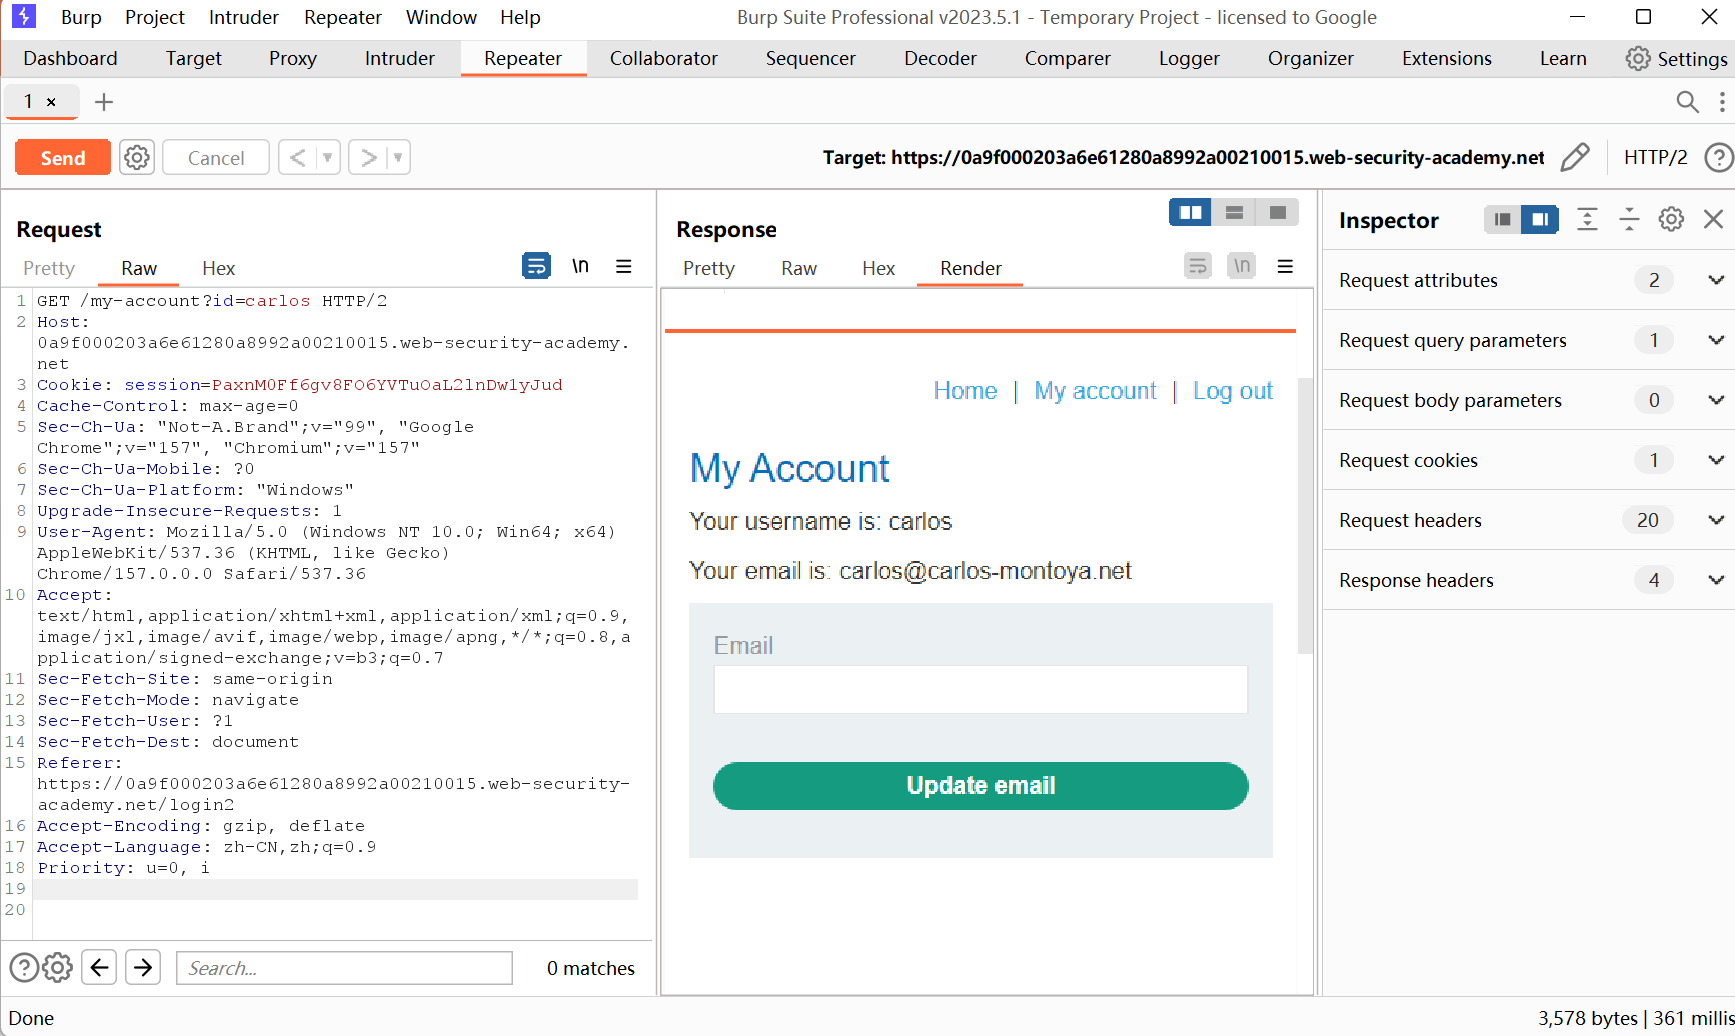 Burp Project Intruder Repeater Window Help Burp Suite Professional v2023.5.1 - Temporary Project - licensed to Google
Dashboard Target Proxy Intruder Repeater Collaborator Sequencer Decoder Comparer Logger Organizer Extensions Learn Settings
1 × +
Send Cancel < > Target: https://0a9f000203a6e61280a8992a00210015.web-security-academy.net HTTP/2
Request
Pretty Raw Hex \n
1 GET /my-account?id=carlos HTTP/2
2 Host:
0a9f000203a6e61280a8992a00210015.web-security-academy.
net
3 Cookie: session=PaxnM0Ff6gv8FO6YVTuOaL2lnDw1yJud
4 Cache-Control: max-age=0
5 Sec-Ch-Ua: "Not-A.Brand";v="99", "Google
Chrome";v="157", "Chromium";v="157"
6 Sec-Ch-Ua-Mobile: ?0
7 Sec-Ch-Ua-Platform: "Windows"
8 Upgrade-Insecure-Requests: 1
9 User-Agent: Mozilla/5.0 (Windows NT 10.0; Win64; x64)
AppleWebKit/537.36 (KHTML, like Gecko)
Chrome/157.0.0.0 Safari/537.36
10 Accept:
text/html,application/xhtml+xml,application/xml;q=0.9,
image/jxl,image/avif,image/webp,image/apng,*/*;q=0.8,a
pplication/signed-exchange;v=b3;q=0.7
11 Sec-Fetch-Site: same-origin
12 Sec-Fetch-Mode: navigate
13 Sec-Fetch-User: ?1
14 Sec-Fetch-Dest: document
15 Referer:
https://0a9f000203a6e61280a8992a00210015.web-security-
academy.net/login2
16 Accept-Encoding: gzip, deflate
17 Accept-Language: zh-CN,zh;q=0.9
18 Priority: u=0, i
19
20
Search... 0 matches
Response
Pretty Raw Hex Render \n
Home | My account | Log out
My Account
Your username is: carlos
Your email is: carlos@carlos-montoya.net
Email
Update email
Inspector
Request attributes 2
Request query parameters 1
Request body parameters 0
Request cookies 1
Request headers 20
Response headers 4
Done 3,578 bytes | 361 millis